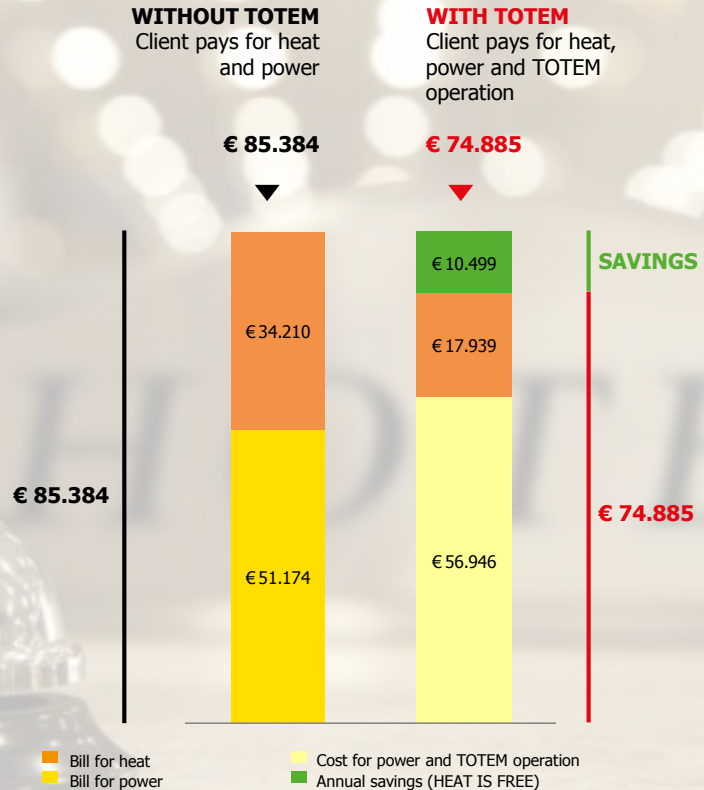 WITHOUT TOTEM
Client pays for heat
and power
€ 85.384
WITH TOTEM
Client pays for heat,
power and TOTEM
operation
€ 74.885
€ 34.210
€ 51.174
€ 85.384
€ 10.499
€ 17.939
€ 56.946
SAVINGS
€ 74.885
Bill for heat
Bill for power
Cost for power and TOTEM operation
Annual savings (HEAT IS FREE)
HOTE